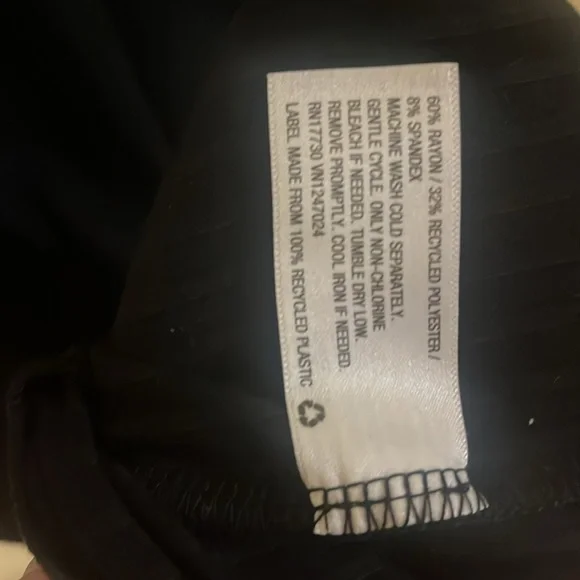 60% RAYON / 32% RECYCLED POLYESTER /
8% SPANDEX
MACHINE WASH COLD SEPARATELY.
GENTLE CYCLE. ONLY NON-CHLORINE
BLEACH IF NEEDED. TUMBLE DRY LOW.
REMOVE PROMPTLY. COOL IRON IF NEEDED.
RN17730 VN1247024
LABEL MADE FROM 100% RECYCLED PLASTIC